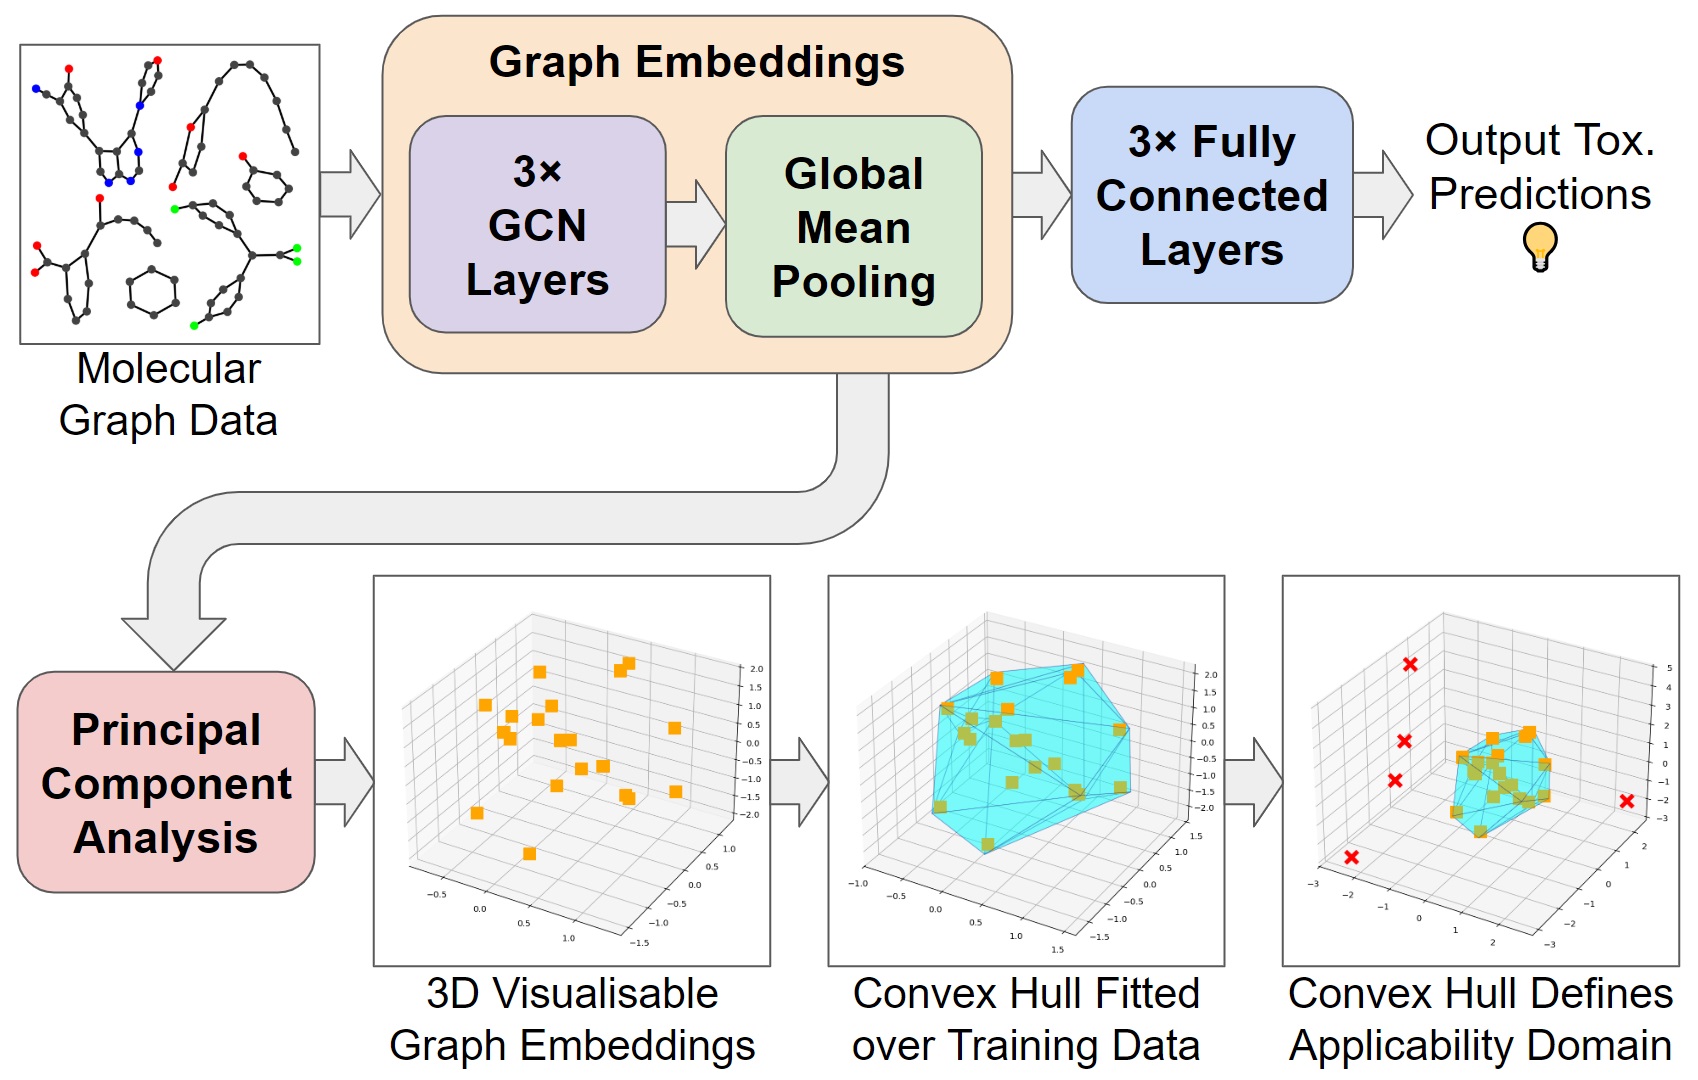 Graph Embeddings
3×
GCN
Layers
Global
Mean
Pooling
3× Fully
Connected
Layers
Output Tox.
Predictions
Molecular
Graph Data
Principal
Component
Analysis
2.0
1.5
1.0
0.5
0.0
−0.5
−1.0
−1.5
−2.0
−0.5
0.0
0.5
1.0
−1.5
−1.0
−0.5
0.0
0.5
1.0
3D Visualisable
Graph Embeddings
2.0
1.5
1.0
0.5
0.0
−0.5
−1.0
−1.5
−2.0
−1.0
−0.5
0.0
0.5
1.0
1.5
−1.5
−1.0
−0.5
0.0
0.5
1.0
1.5
Convex Hull Fitted
over Training Data
5
4
3
2
1
0
−1
−2
−3
−3
−2
−1
0
1
2
−3
−2
−1
0
1
2
Convex Hull Defines
Applicability Domain